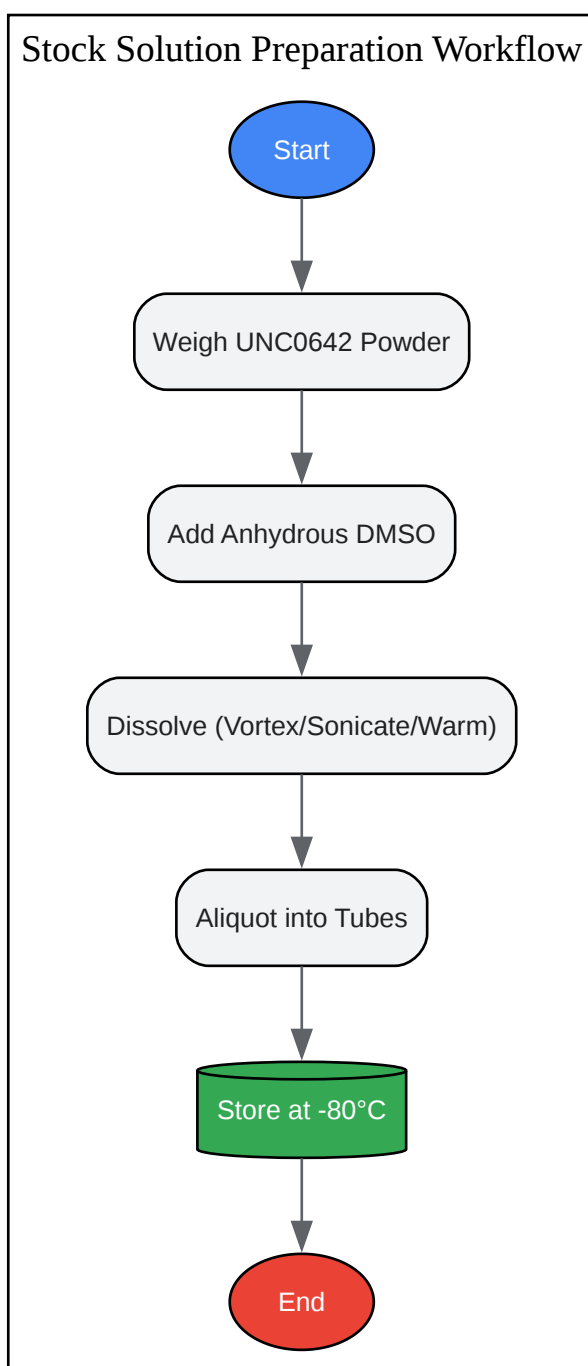 Stock Solution Preparation Workflow
Start
Weigh UNC0642 Powder
Add Anhydrous DMSO
Dissolve (Vortex/Sonicate/Warm)
Aliquot into Tubes
Store at -80°C
End